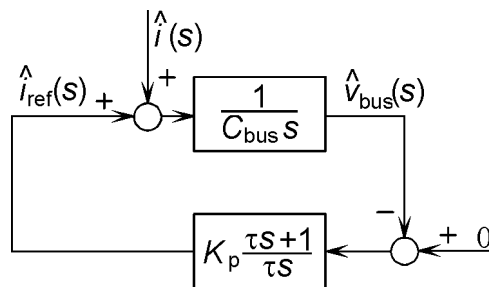 î(s)
î_ref(s)
+
+
1
C_bus s
v̂_bus(s)
−
K_p
τs+1
τs
+
0